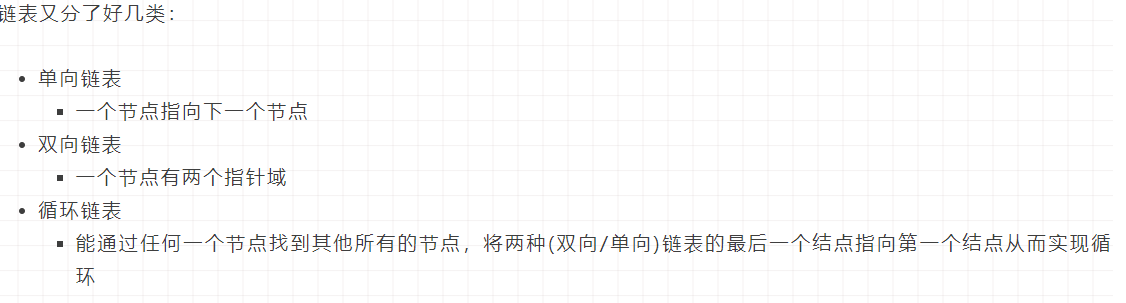 链表又分了好几类：
单向链表
一个节点指向下一个节点
双向链表
一个节点有两个指针域
循环链表
能通过任何一个节点找到其他所有的节点，将两种(双向/单向)链表的最后一个结点指向第一个结点从而实现循
环